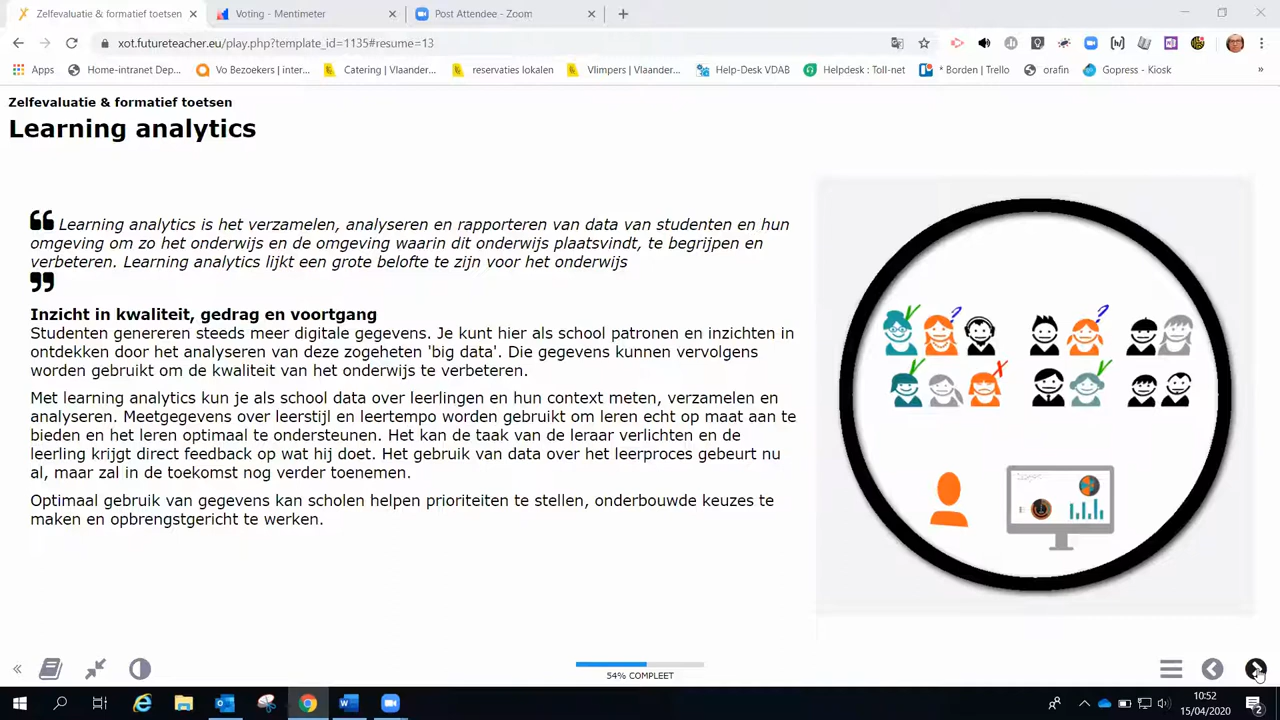 Zelfevaluatie & formatief toetsen
Voting - Mentimeter
Post Attendee - Zoom
xot.futureteacher.eu/play.php?template_id=1135#resume=13
Apps
Home-intranet Dep...
Vo Bezoekers | inter...
Catering | Vlaander...
reservaties lokalen
Vlimpers | Vlaander...
Help-Desk VDAB
Helpdesk : Toll-net
* Borden | Trello
orafin
Gopress - Kiosk
Zelfevaluatie & formatief toetsen
Learning analytics
“ Learning analytics is het verzamelen, analyseren en rapporteren van data van studenten en hun
omgeving om zo het onderwijs en de omgeving waarin dit onderwijs plaatsvindt, te begrijpen en
verbeteren. Learning analytics lijkt een grote belofte te zijn voor het onderwijs
”
Inzicht in kwaliteit, gedrag en voortgang
Studenten genereren steeds meer digitale gegevens. Je kunt hier als school patronen en inzichten in
ontdekken door het analyseren van deze zogeheten 'big data'. Die gegevens kunnen vervolgens
worden gebruikt om de kwaliteit van het onderwijs te verbeteren.
Met learning analytics kun je als school data over leerlingen en hun context meten, verzamelen en
analyseren. Meetgegevens over leerstijl en leertempo worden gebruikt om leren echt op maat aan te
bieden en het leren optimaal te ondersteunen. Het kan de taak van de leraar verlichten en de
leerling krijgt direct feedback op wat hij doet. Het gebruik van data over het leerproces gebeurt nu
al, maar zal in de toekomst nog verder toenemen.
Optimaal gebruik van gegevens kan scholen helpen prioriteiten te stellen, onderbouwde keuzes te
maken en opbrengstgericht te werken.
? ?
54% COMPLEET
10:52
15/04/2020
2